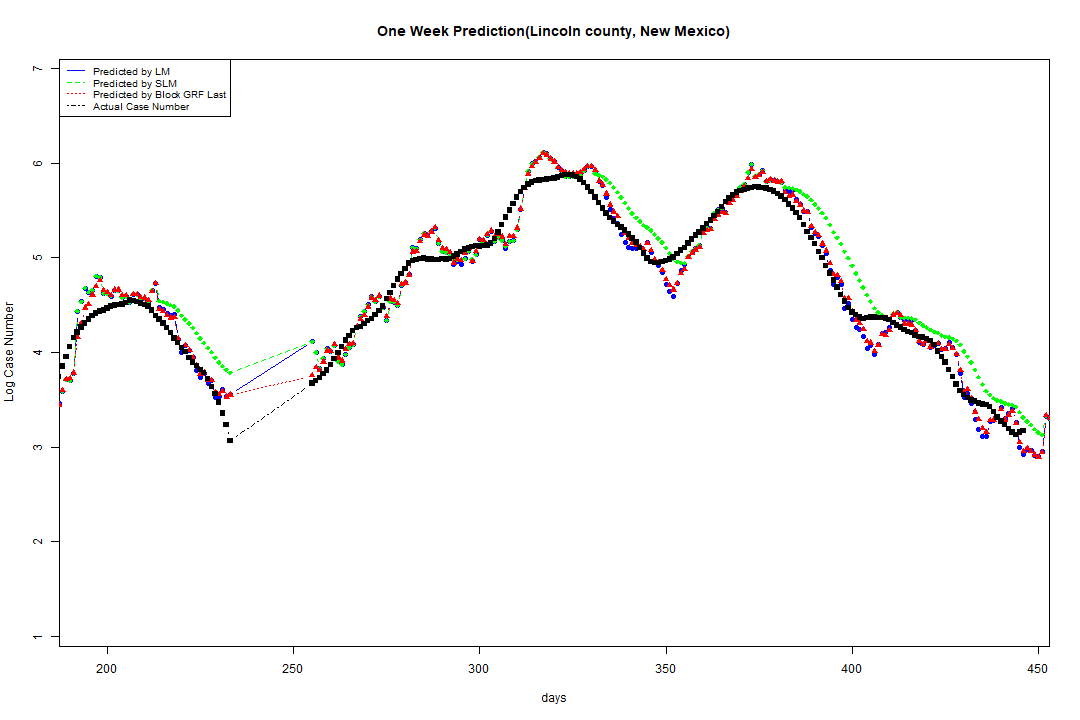 One Week Prediction(Lincoln county, New Mexico)
Predicted by LM
Predicted by SLM
Predicted by Block GRF Last
Actual Case Number
7
6
5
4
3
2
1
Log Case Number
200 250 300 350 400 450
days